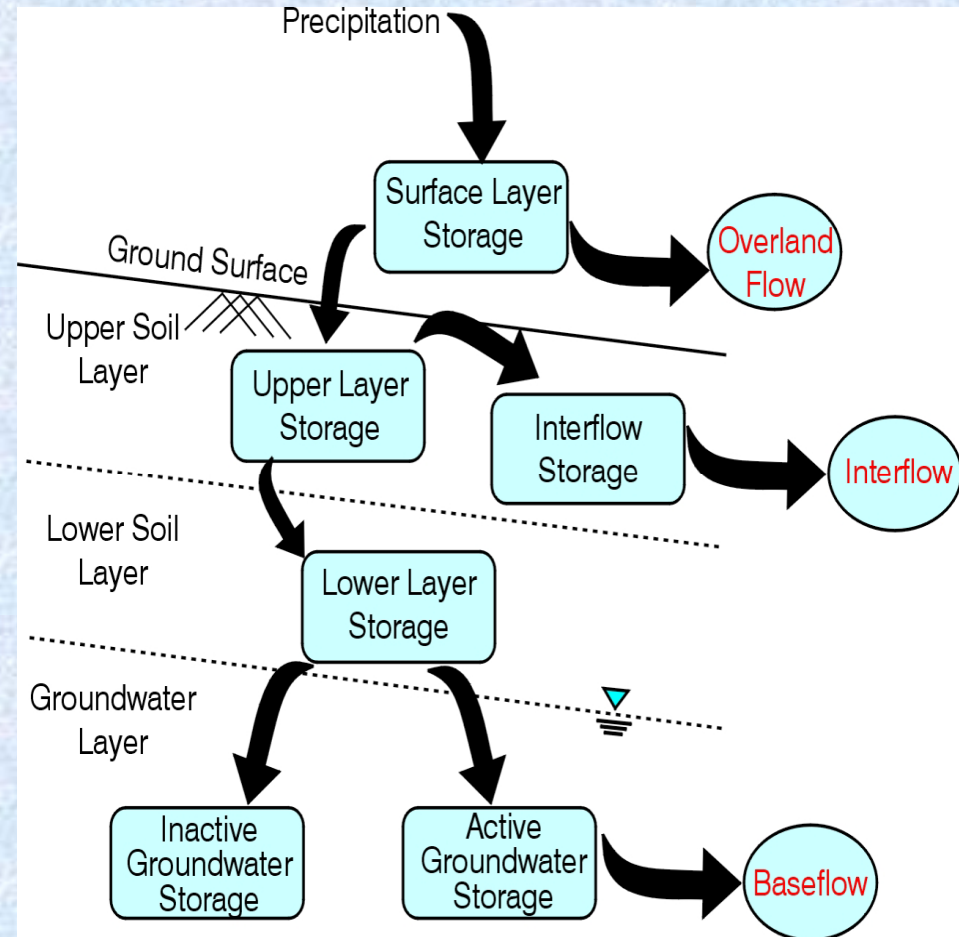 Precipitation
Surface Layer
Storage
Overland
Flow
Ground Surface
Upper Soil
Layer
Upper Layer
Storage
Interflow
Storage
Interflow
Lower Soil
Layer
Lower Layer
Storage
Groundwater
Layer
Inactive
Groundwater
Storage
Active
Groundwater
Storage
Baseflow